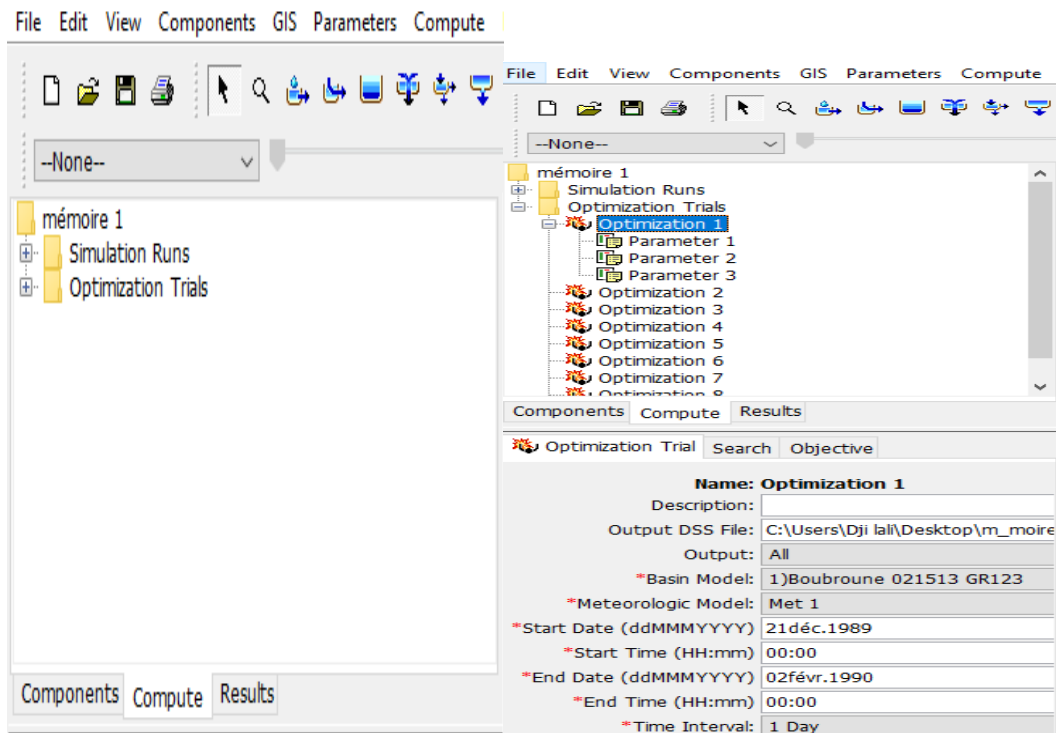 File Edit View Components GIS Parameters Compute
--None--
mémoire 1
Simulation Runs
Optimization Trials
Components Compute Results
File Edit View Components GIS Parameters Compute
--None--
mémoire 1
Simulation Runs
Optimization Trials
Optimization 1
Parameter 1
Parameter 2
Parameter 3
Optimization 2
Optimization 3
Optimization 4
Optimization 5
Optimization 6
Optimization 7
Optimization 8
Components Compute Results
Optimization Trial Search Objective
Name: Optimization 1
Description:
Output DSS File: C:\Users\Dji lali\Desktop\m_moire
Output: All
*Basin Model: 1)Boubroune 021513 GR123
*Meteorologic Model: Met 1
*Start Date (ddMMMYYYY) 21déc.1989
*Start Time (HH:mm) 00:00
*End Date (ddMMMYYYY) 02févr.1990
*End Time (HH:mm) 00:00
*Time Interval: 1 Day